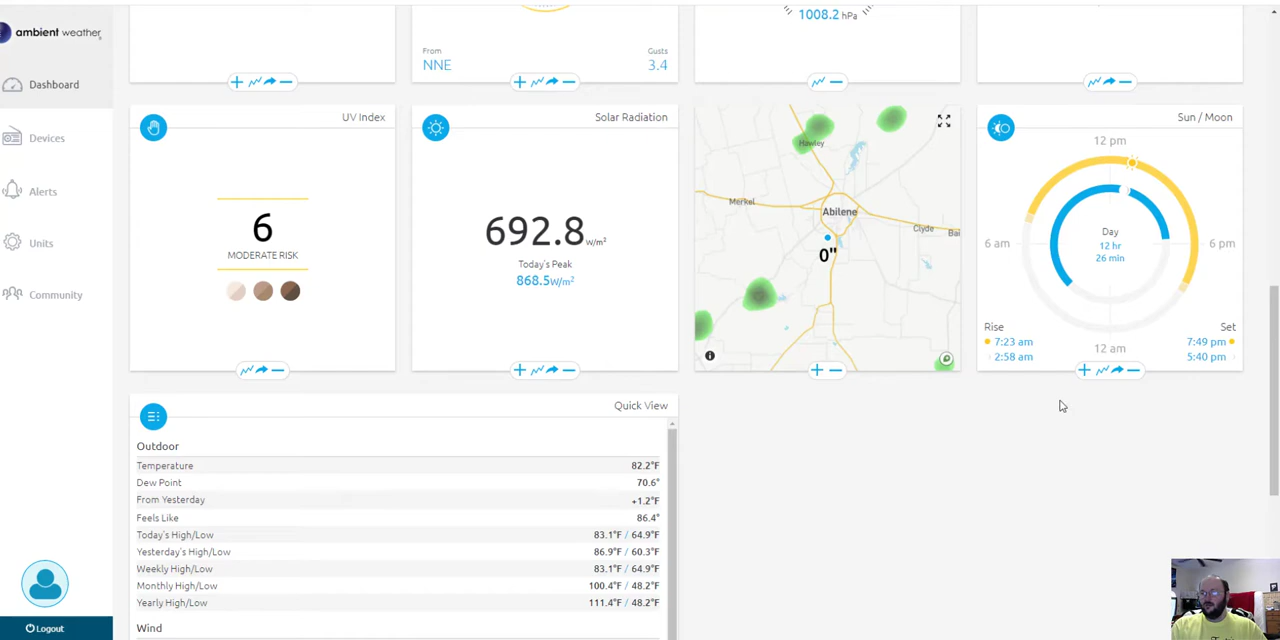 ambient weather
Dashboard
Devices
Alerts
Units
Community
Logout
From
NNE
Gusts
3.4
1008.2 hPa
UV Index
6
MODERATE RISK
Solar Radiation
692.8 W/m²
Today's Peak
868.5W/m²
Hawley
Merkel
Abilene
Clyde
Bai
0"
Sun / Moon
12 pm
6 am
Day
12 hr
26 min
6 pm
12 am
Rise
7:23 am
2:58 am
Set
7:49 pm
5:40 pm
Quick View
Outdoor
Temperature 82.2°F
Dew Point 70.6°
From Yesterday +1.2°F
Feels Like 86.4°
Today's High/Low 83.1°F / 64.9°F
Yesterday's High/Low 86.9°F / 60.3°F
Weekly High/Low 83.1°F / 64.9°F
Monthly High/Low 100.4°F / 48.2°F
Yearly High/Low 111.4°F / 48.2°F
Wind